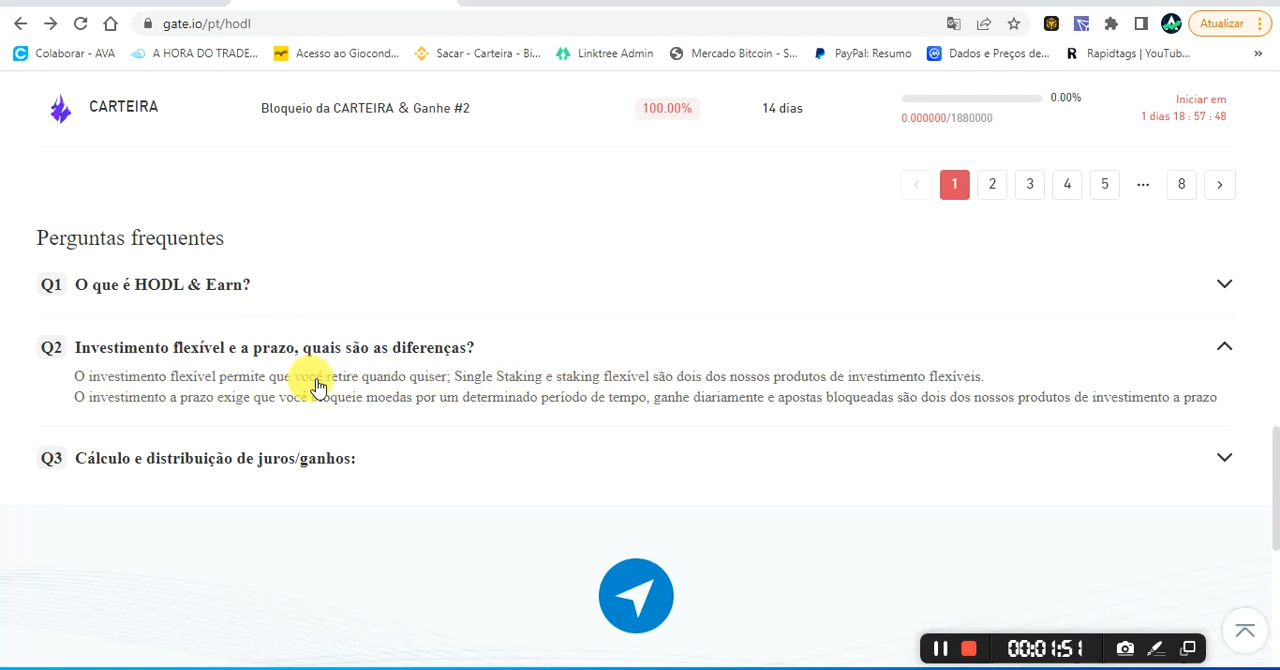 gate.io/pt/hodl
Atualizar
Colaborar - AVA
A HORA DO TRADE...
Acesso ao Giocond...
Sacar - Carteira - Bi...
Linktree Admin
Mercado Bitcoin - S...
PayPal: Resumo
Dados e Preços de...
Rapidtags | YouTub...
»
CARTEIRA
Bloqueio da CARTEIRA & Ganhe #2
100.00%
14 dias
0.00%
0.000000/1880000
Iniciar em
1 dias 18 : 57 : 48
‹ 1 2 3 4 5 ··· 8 ›
Perguntas frequentes
Q1 O que é HODL & Earn?
Q2 Investimento flexível e a prazo, quais são as diferenças?
O investimento flexível permite que você retire quando quiser; Single Staking e staking flexível são dois dos nossos produtos de investimento flexíveis.
O investimento a prazo exige que você bloqueie moedas por um determinado período de tempo, ganhe diariamente e apostas bloqueadas são dois dos nossos produtos de investimento a prazo
Q3 Cálculo e distribuição de juros/ganhos:
00:01:51